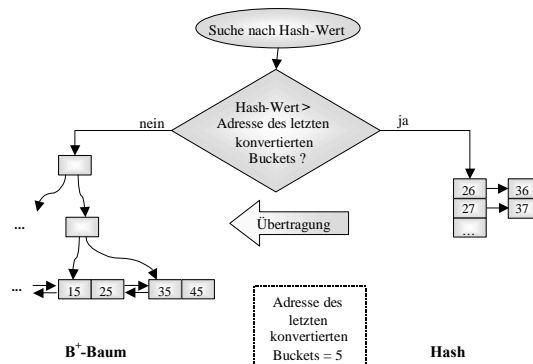 Suche nach Hash-Wert
Hash-Wert >
Adresse des letzten
konvertierten
Buckets ?
nein
ja
26
36
27
37
...
...
Übertragung
...
15
25
35
45
Adresse des
letzten
konvertierten
Buckets = 5
B+-Baum
Hash